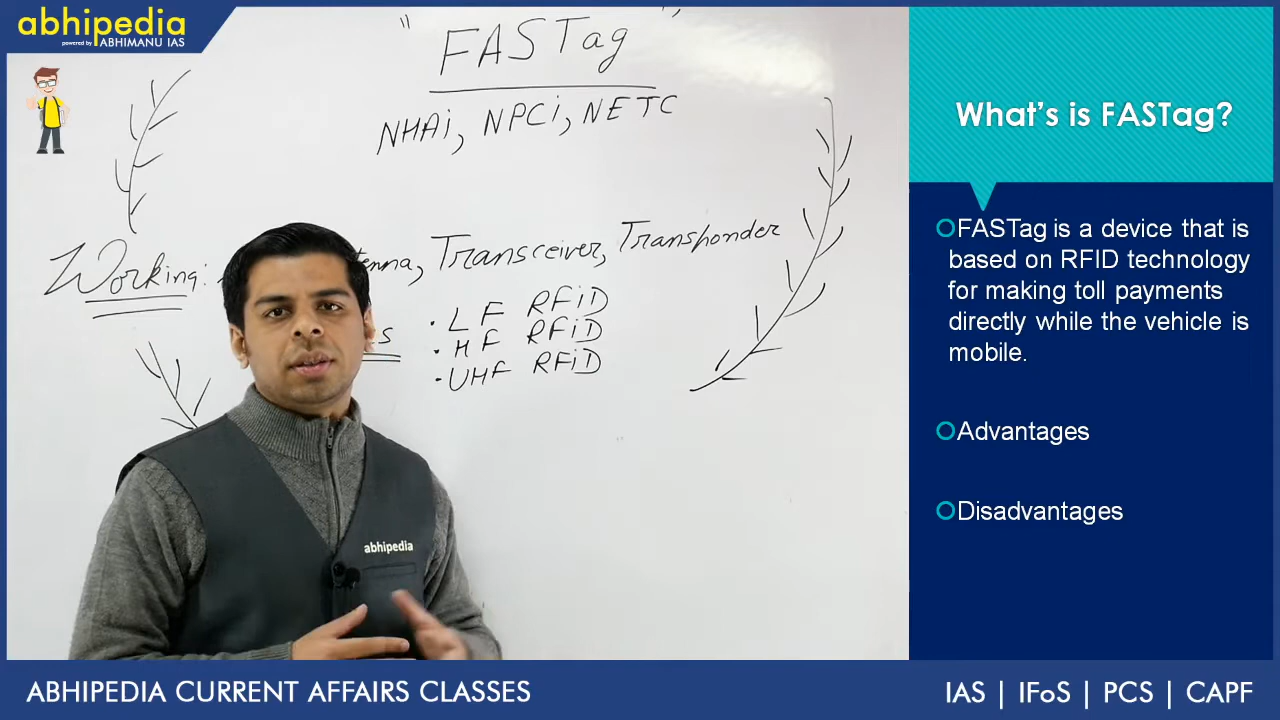 abhipedia
powered by ABHIMANU IAS
" FASTag "
NHAi, NPCi, NETC
Working: tenna, Transceiver, Transponder
s
· LF RFiD
· HF RFiD
· UHF RFiD
abhipedia
What's is FASTag?
FASTag is a device that is
based on RFID technology
for making toll payments
directly while the vehicle is
mobile.
Advantages
Disadvantages
ABHIPEDIA CURRENT AFFAIRS CLASSES
IAS | IFoS | PCS | CAPF